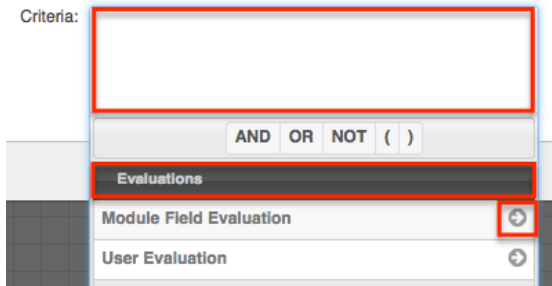 Criteria:
AND OR NOT ( )
Evaluations
Module Field Evaluation
User Evaluation